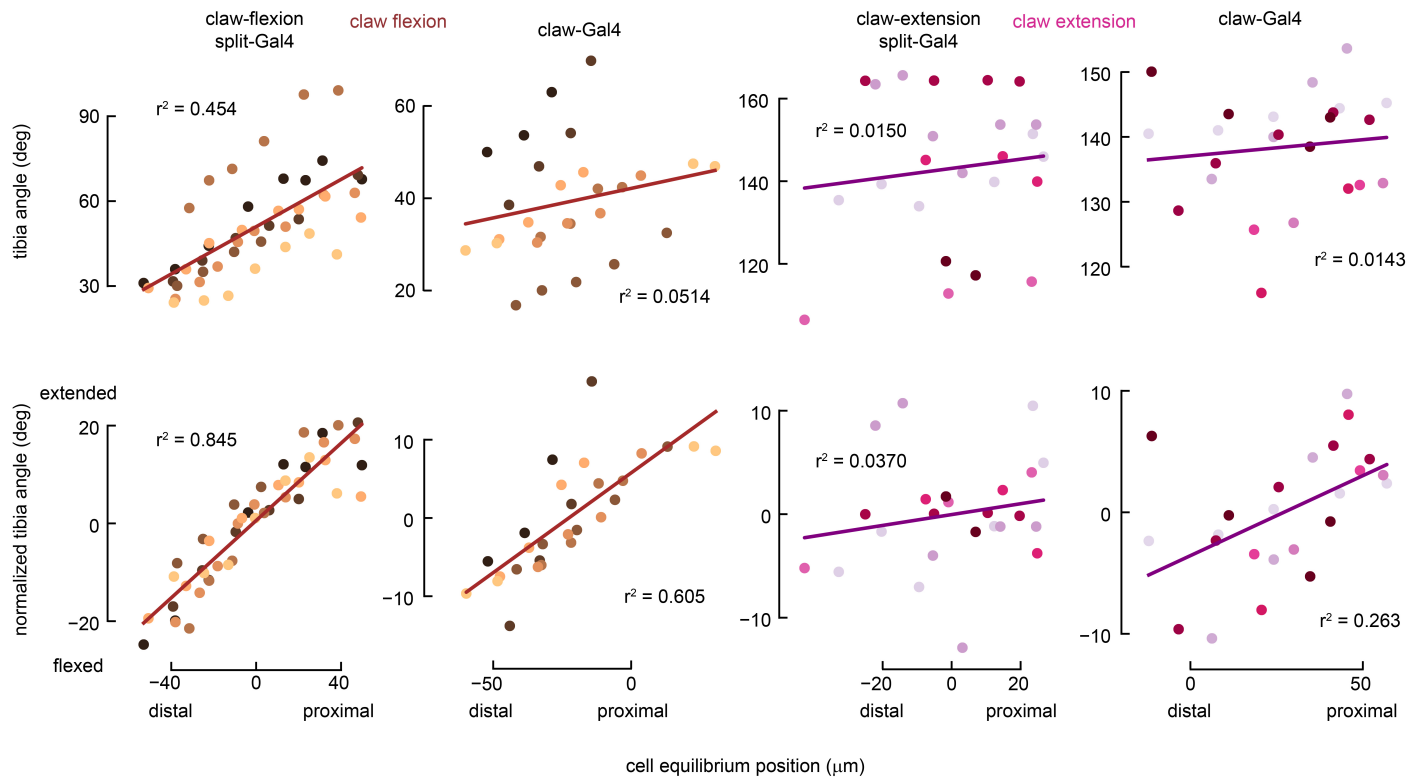 claw-flexion
split-Gal4
claw flexion
claw-Gal4
claw-extension
split-Gal4
claw extension
claw-Gal4
tibia angle (deg)
90
60
30
r² = 0.454
60
40
20
r² = 0.0514
160
140
120
r² = 0.0150
150
140
130
120
r² = 0.0143
normalized tibia angle (deg)
extended
20
0
−20
flexed
r² = 0.845
10
0
−10
r² = 0.605
10
0
−10
r² = 0.0370
10
0
−10
r² = 0.263
−40 0 40
distal proximal
−50 0
distal proximal
−20 0 20
distal proximal
0 50
distal proximal
cell equilibrium position (μm)